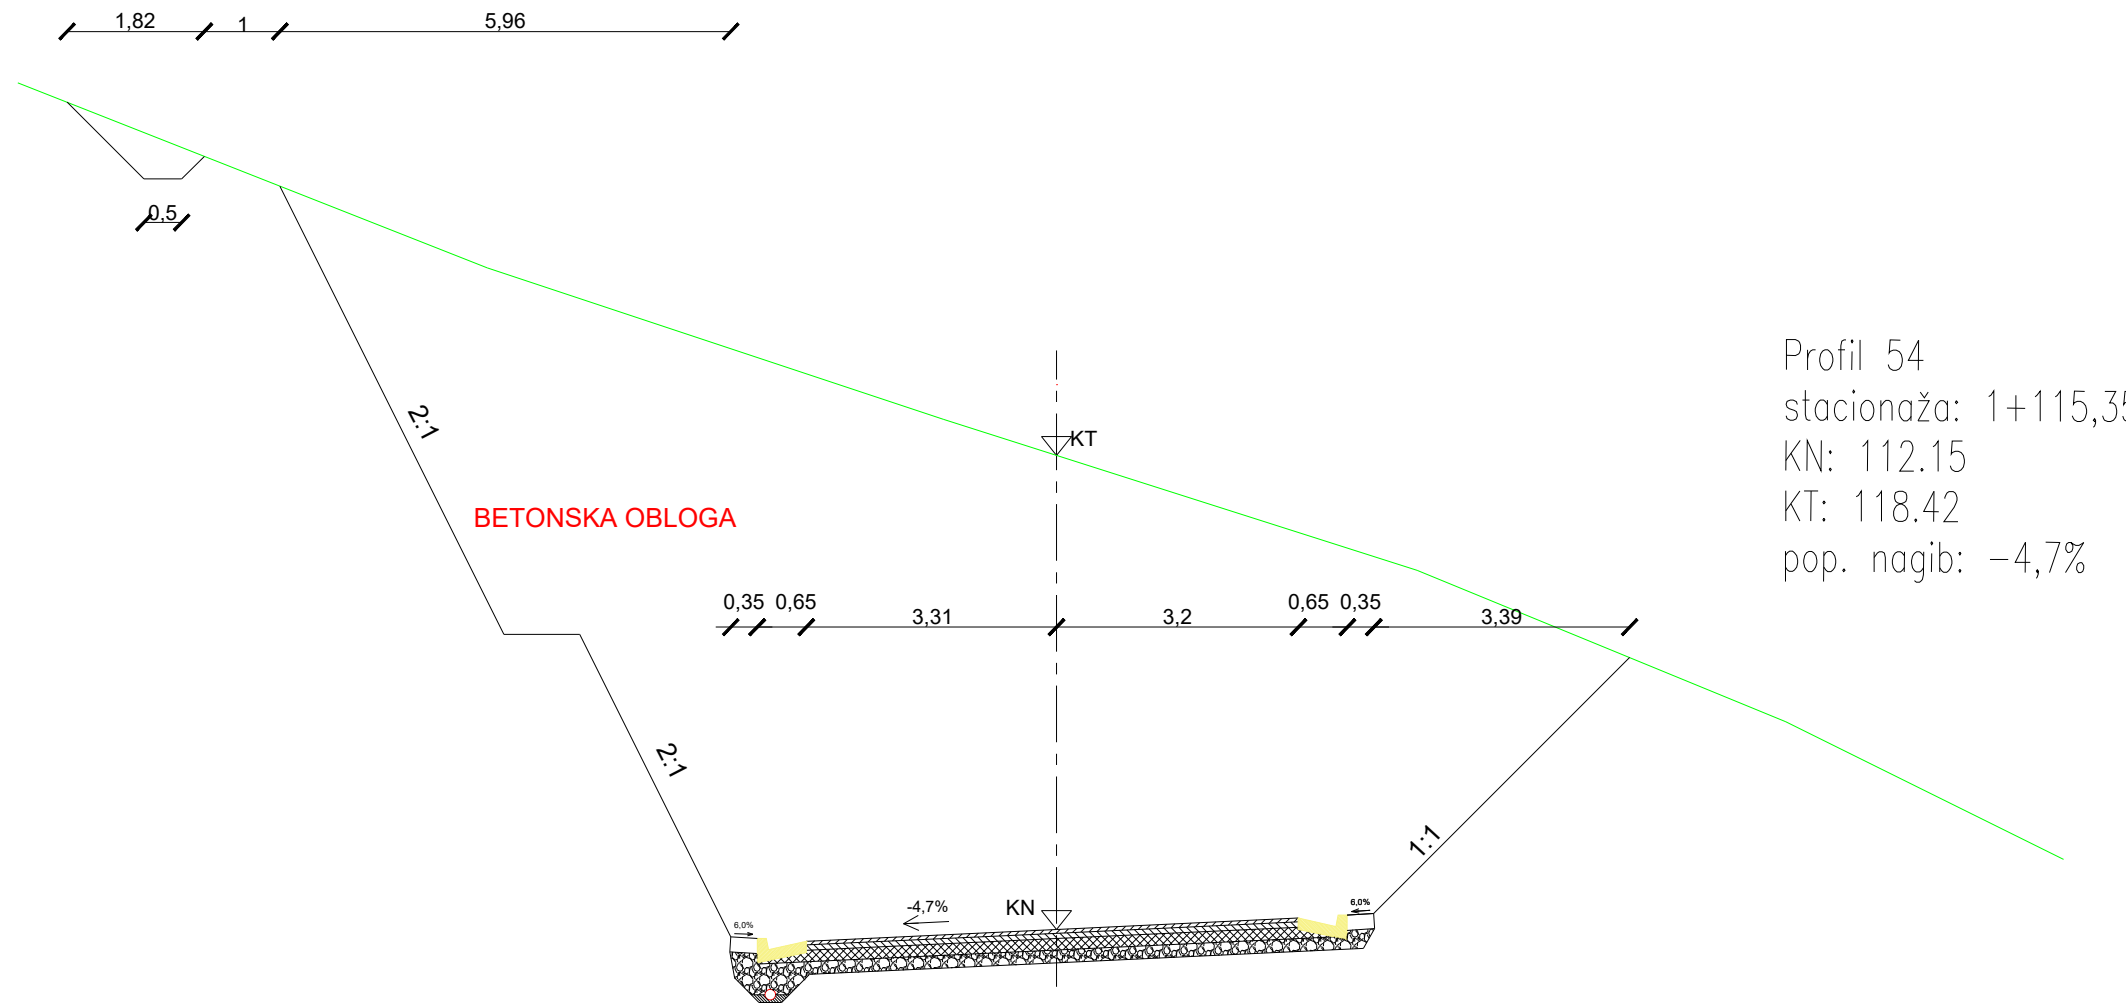 1,82 1 5,96
0,5
2:1
KT
Profil 54
stacionaža: 1+115,35
KN: 112.15
KT: 118.42
pop. nagib: -4,7%
BETONSKA OBLOGA
0,35 0,65 3,31 3,2 0,65 0,35 3,39
2:1
1:1
-4,7%
KN
6,0%
6,0%